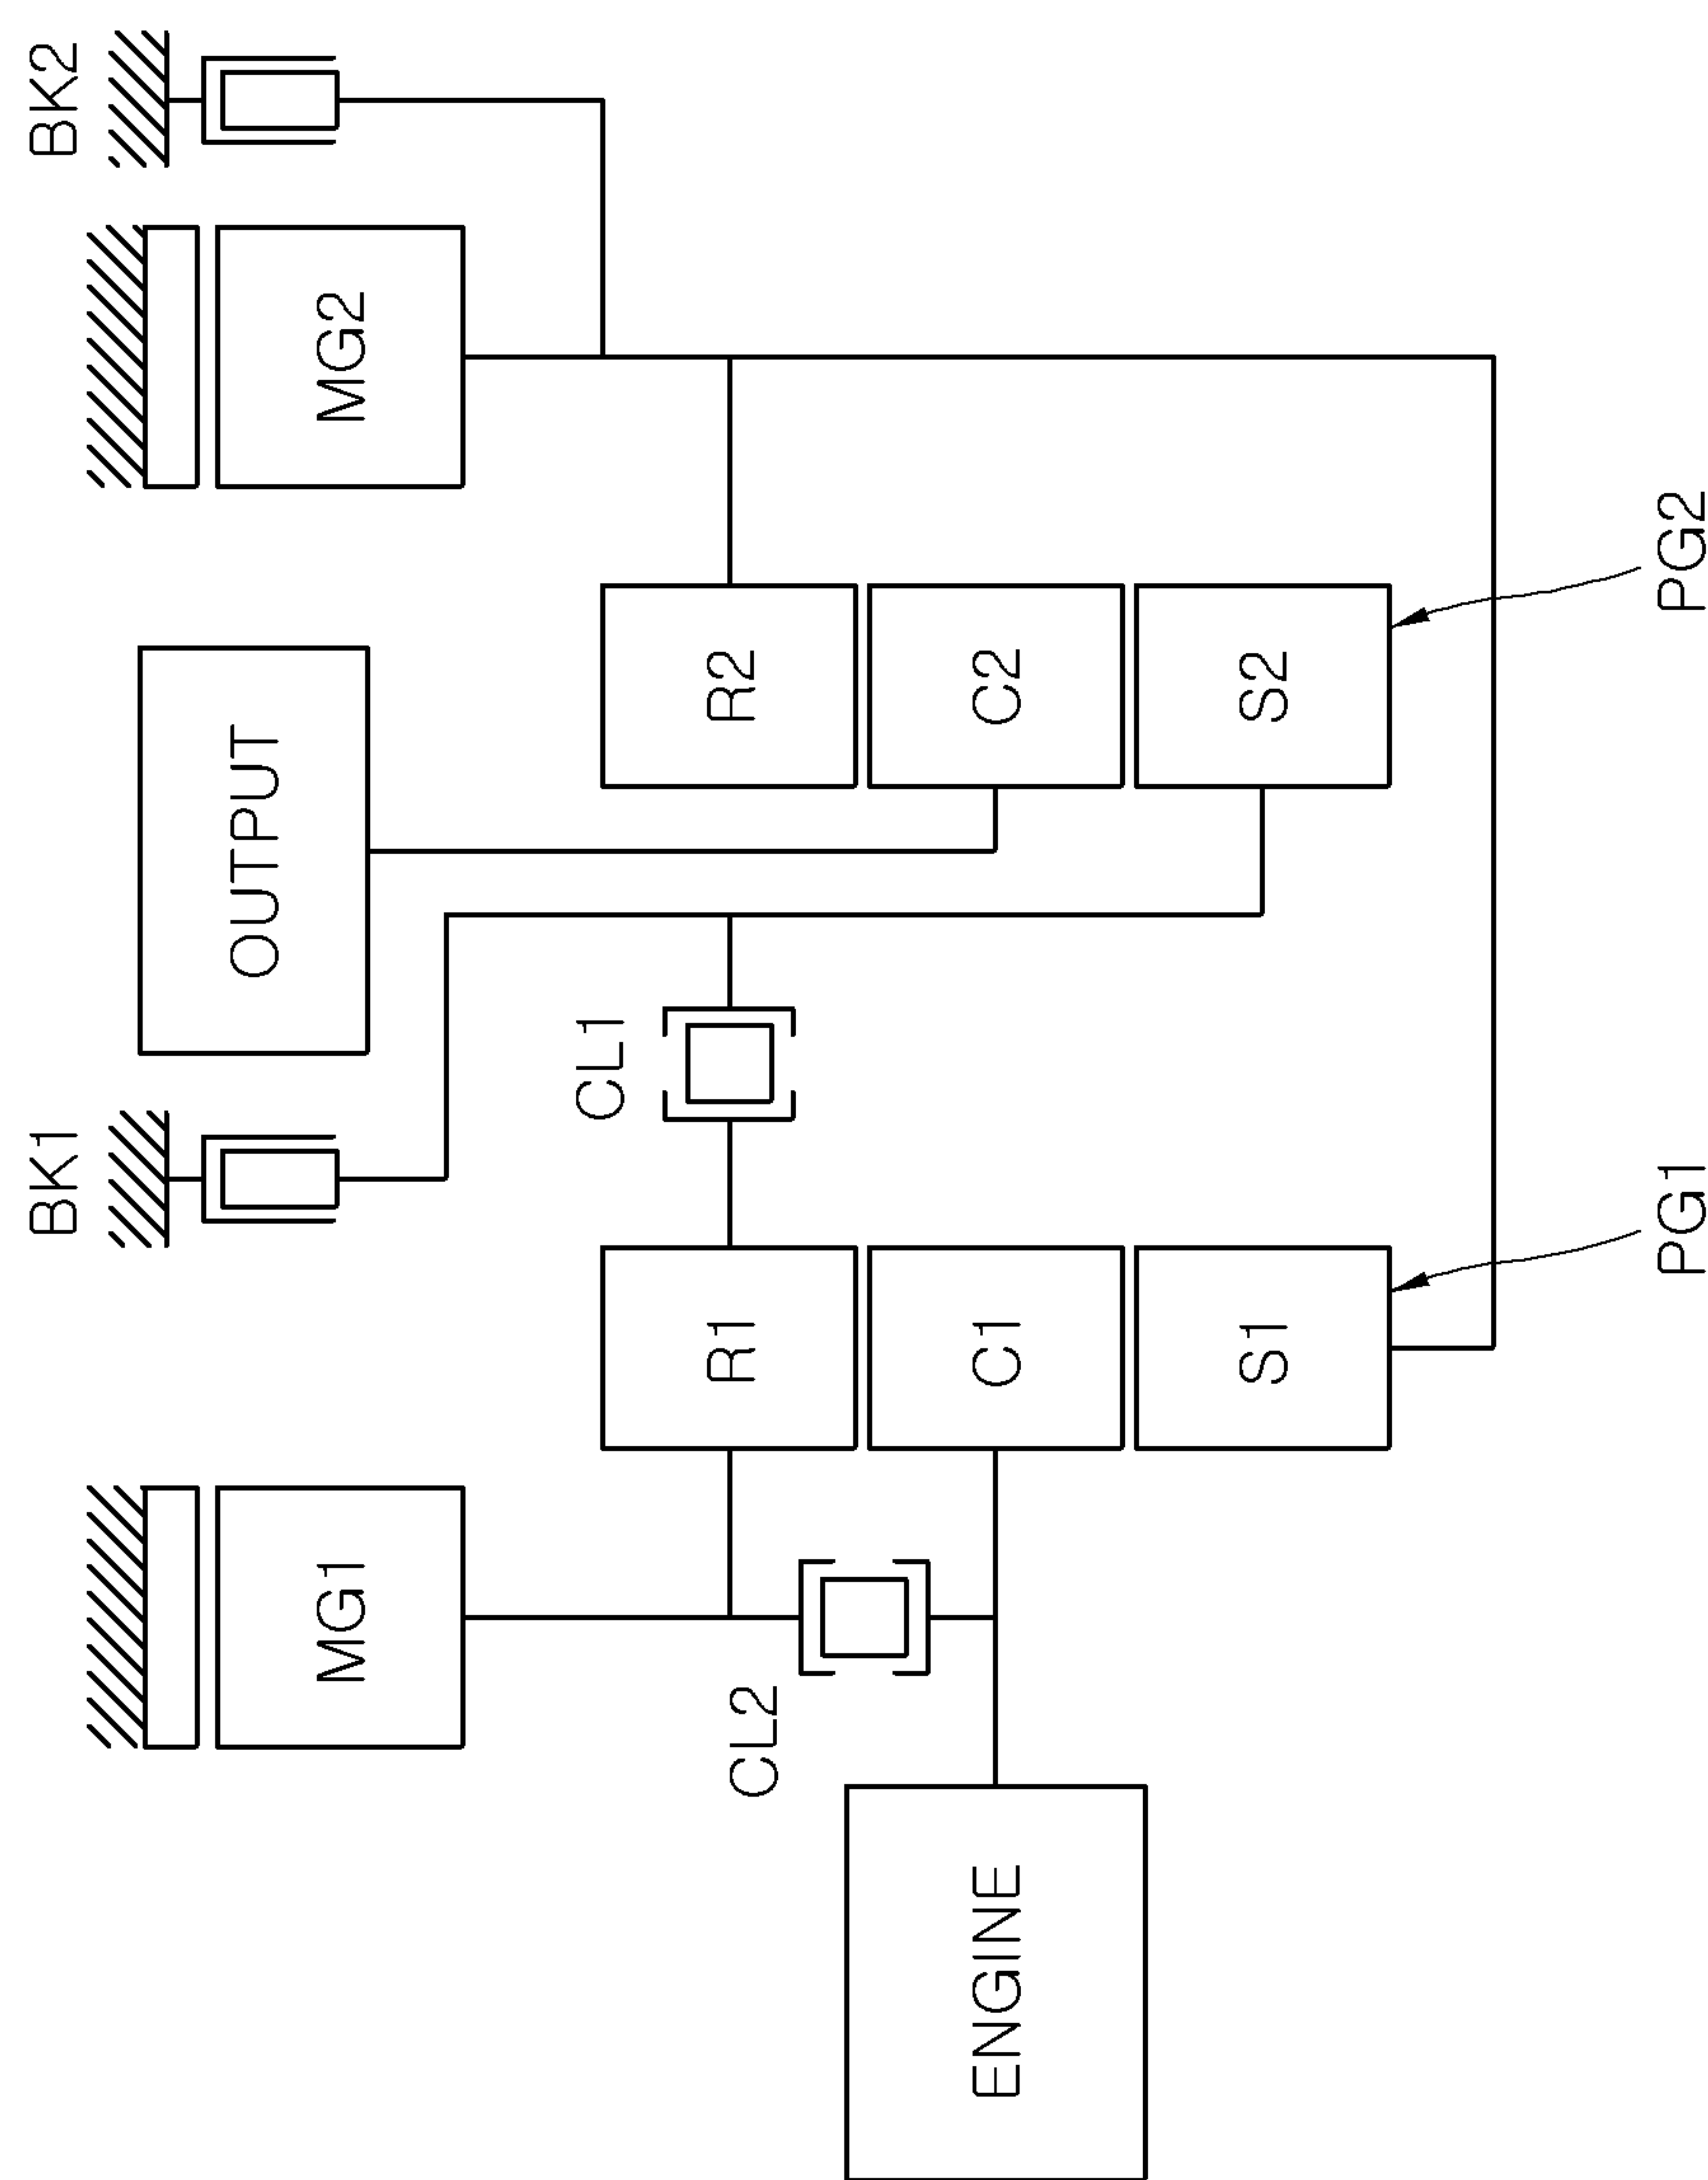 BK1
BK2
MG1
OUTPUT
MG2
CL1
CL2
R1
R2
ENGINE
C1
C2
S1
S2
PG1
PG2